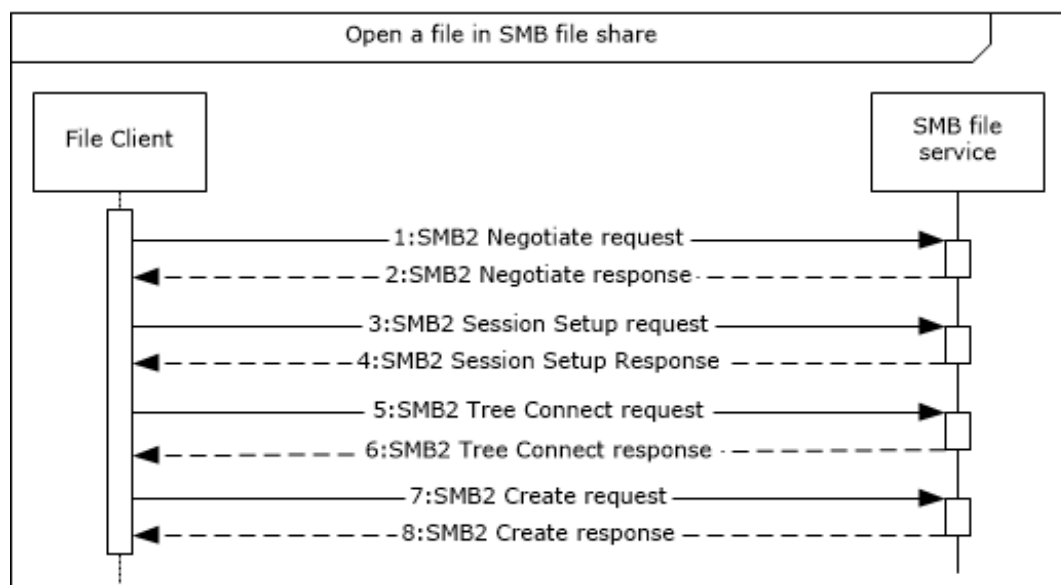 Open a file in SMB file share
File Client
SMB file
service
1:SMB2 Negotiate request
2:SMB2 Negotiate response
3:SMB2 Session Setup request
4:SMB2 Session Setup Response
5:SMB2 Tree Connect request
6:SMB2 Tree Connect response
7:SMB2 Create request
8:SMB2 Create response